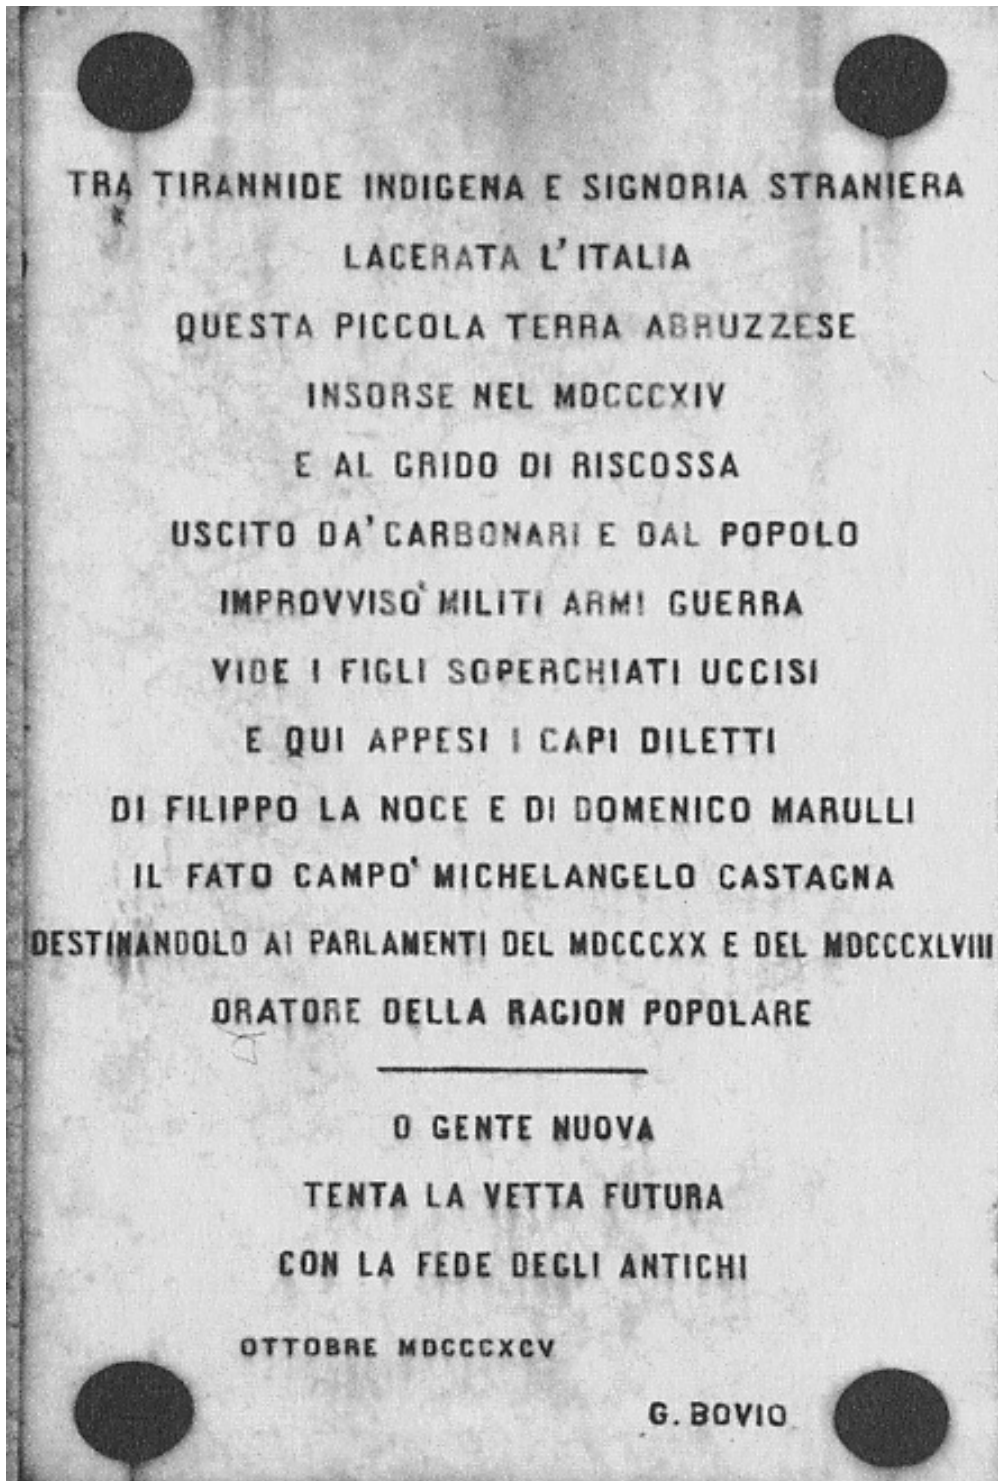 TRA TIRANNIDE INDIGENA E SIGNORIA STRANIERA
LACERATA L'ITALIA
QUESTA PICCOLA TERRA ABRUZZESE
INSORSE NEL MDCCCXIV
E AL GRIDO DI RISCOSSA
USCITO DA' CARBONARI E DAL POPOLO
IMPROVVISO' MILITI ARMI GUERRA
VIDE I FIGLI SOPERCHIATI UCCISI
E QUI APPESI I CAPI DILETTI
DI FILIPPO LA NOCE E DI DOMENICO MARULLI
IL FATO CAMPO' MICHELANGELO CASTAGNA
DESTINANDOLO AI PARLAMENTI DEL MDCCCXX E DEL MDCCCXLVIII
ORATORE DELLA RAGION POPOLARE
O GENTE NUOVA
TENTA LA VETTA FUTURA
CON LA FEDE DEGLI ANTICHI
OTTOBRE MDCCCXCV
G. BOVIO